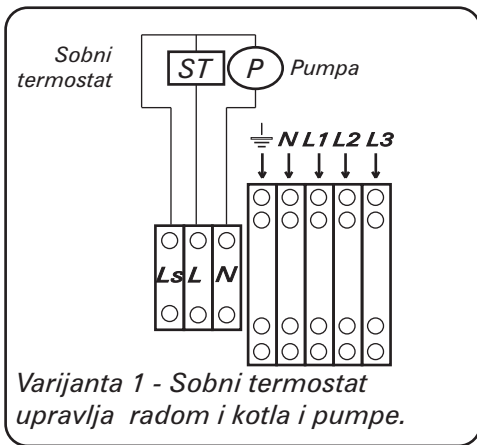 Sobni
termostat
ST
P
Pumpa
N L1 L2 L3
Ls L N
Varijanta 1 - Sobni termostat
upravlja radom i kotla i pumpe.